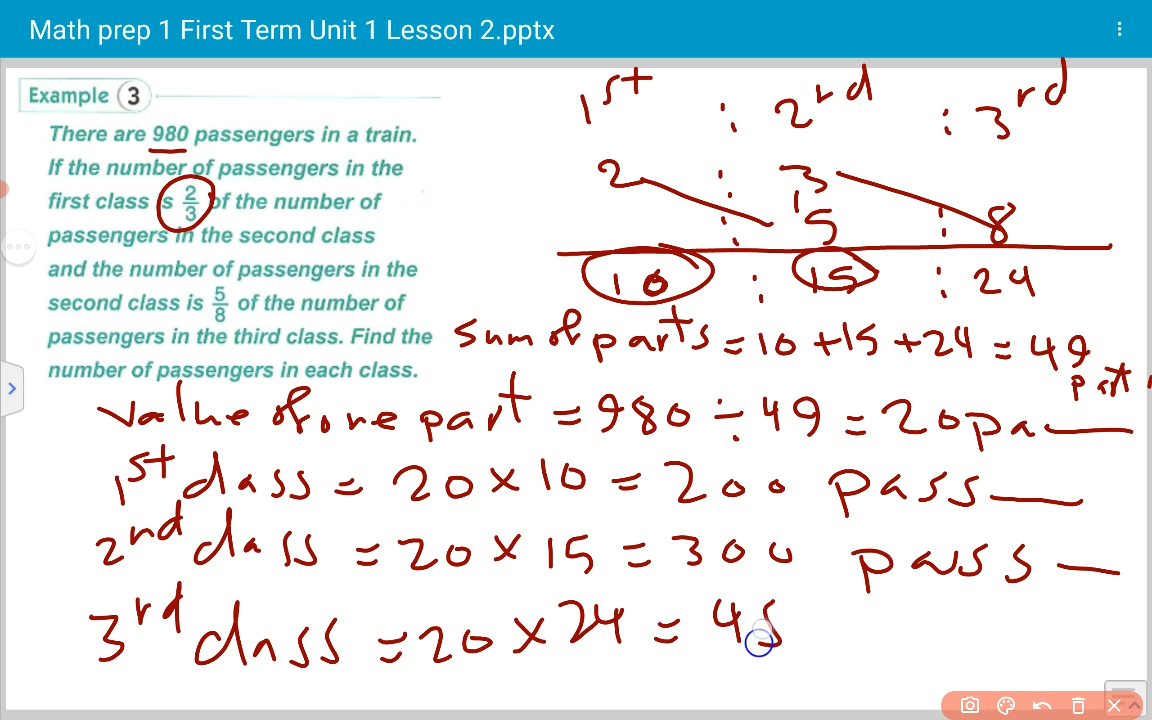 Math prep 1 First Term Unit 1 Lesson 2.pptx
Example 3
There are 980 passengers in a train.
If the number of passengers in the
first class s 2/3 of the number of
passengers in the second class
and the number of passengers in the
second class is 5/8 of the number of
passengers in the third class. Find the
number of passengers in each class.
1st : 2rd : 3rd
2 : 3
: 5 : 8
10 : 15 : 24
sum of parts = 10 + 15 + 24 = 49
part
value of one part = 980 ÷ 49 = 20 pa
1st class = 20 × 10 = 200 pass
2nd class = 20 × 15 = 300 pass
3rd class = 20 × 24 = 4